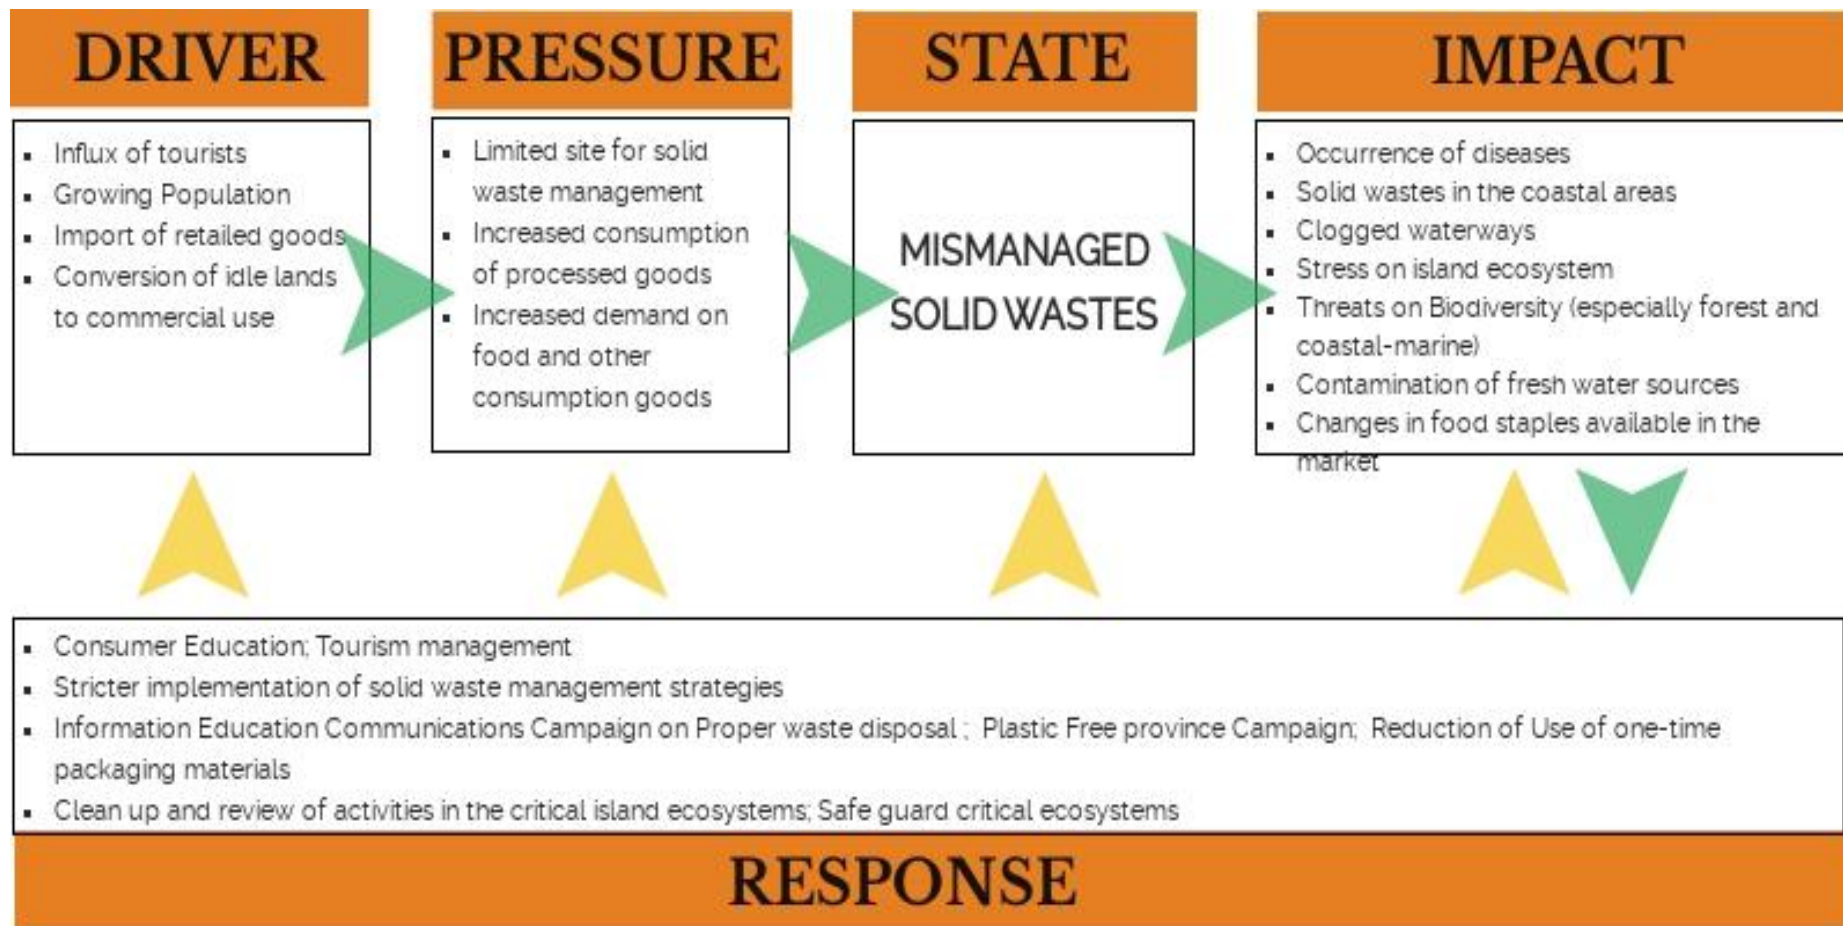 DRIVER
▪ Influx of tourists
▪ Growing Population
▪ Import of retailed goods
▪ Conversion of idle lands
to commercial use
PRESSURE
▪ Limited site for solid
waste management
▪ Increased consumption
of processed goods
▪ Increased demand on
food and other
consumption goods
STATE
MISMANAGED
SOLID WASTES
IMPACT
▪ Occurrence of diseases
▪ Solid wastes in the coastal areas
▪ Clogged waterways
▪ Stress on island ecosystem
▪ Threats on Biodiversity (especially forest and
coastal-marine)
▪ Contamination of fresh water sources
▪ Changes in food staples available in the
market
▪ Consumer Education; Tourism management
▪ Stricter implementation of solid waste management strategies
▪ Information Education Communications Campaign on Proper waste disposal ; Plastic Free province Campaign; Reduction of Use of one-time
packaging materials
▪ Clean up and review of activities in the critical island ecosystems; Safe guard critical ecosystems
RESPONSE